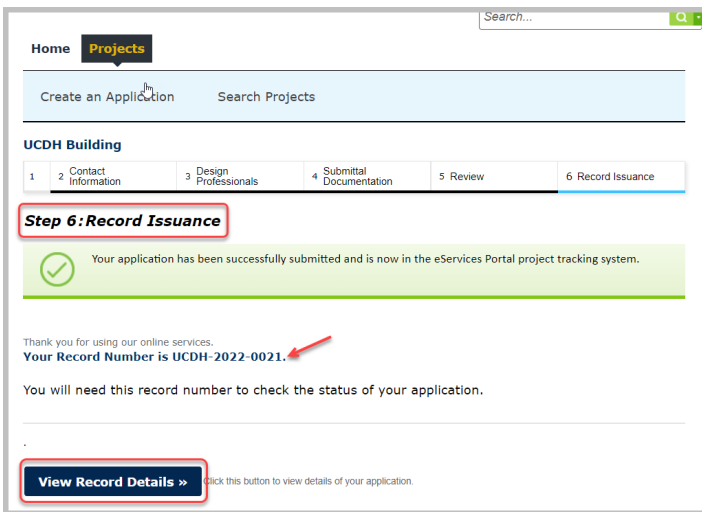 Search...
Home Projects
Create an Application Search Projects
UCDH Building
1 2 Contact Information 3 Design Professionals 4 Submittal Documentation 5 Review 6 Record Issuance
Step 6:Record Issuance
Your application has been successfully submitted and is now in the eServices Portal project tracking system.
Thank you for using our online services.
Your Record Number is UCDH-2022-0021.
You will need this record number to check the status of your application.
.
View Record Details » Click this button to view details of your application.